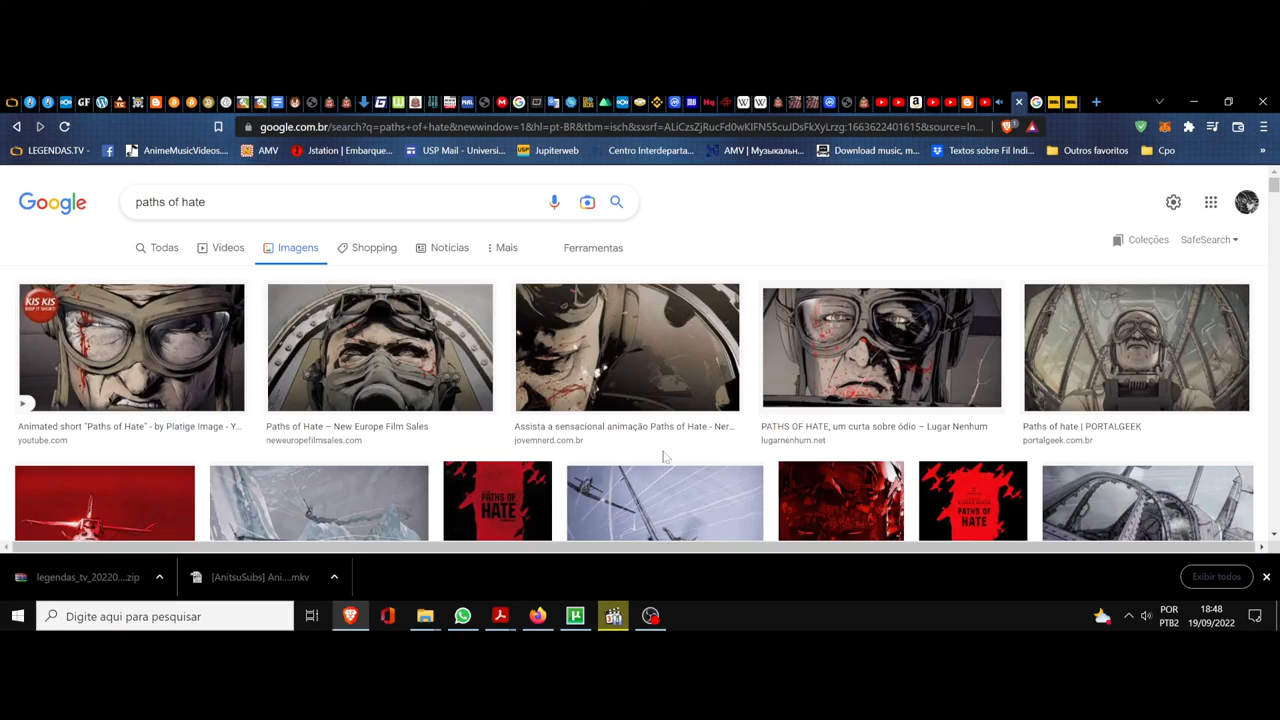 google.com.br/search?q=paths+of+hate&newwindow=1&hl=pt-BR&tbm=isch&sxsrf=ALiCzsZjRucFd0wKIFN55cuJDsFkXyLrzg:1663622401615&source=ln...
LEGENDAS.TV -
AnimeMusicVideos...
AMV
Jstation | Embarque...
USP Mail - Universi...
Jupiterweb
Centro Interdeparta...
AMV | Музыкальн...
Download music, m...
Textos sobre Fil Indi...
Outros favoritos
Cpo
Google
paths of hate
Todas
Vídeos
Imagens
Shopping
Notícias
Mais
Ferramentas
Coleções
SafeSearch
KIS KIS
KEEP IT SHORT!
Animated short "Paths of Hate" - by Platige Image - Y...
youtube.com
Paths of Hate – New Europe Film Sales
neweuropefilmsales.com
Assista a sensacional animação Paths of Hate - Ner...
jovemnerd.com.br
PATHS OF HATE, um curta sobre ódio – Lugar Nenhum
lugarnenhum.net
Paths of hate | PORTALGEEK
portalgeek.com.br
PATHS OF
HATE
PATHS OF
HATE
legendas_tv_20220....zip
[AnitsuSubs] Ani....mkv
Exibir todos
Digite aqui para pesquisar
POR
PTB2
18:48
19/09/2022